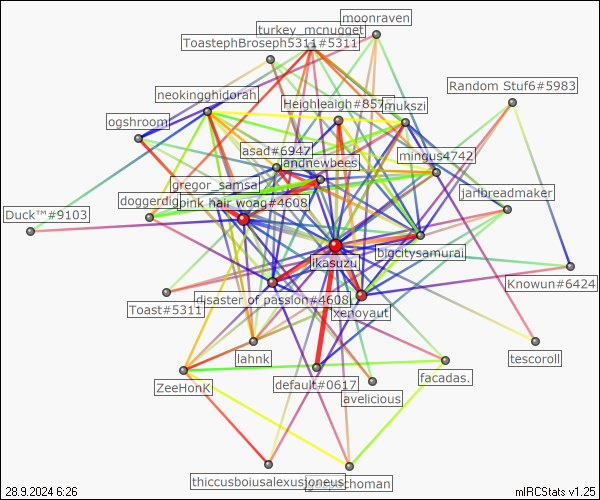 moonraven
turkey_mcnugget
ToastephBroseph5311#5311
Random Stuf6#5983
neokingghidorah
Heighleaigh#857
mukszi
ogshroom
asad#6947
mingus4742
andnewbees
gregor_samsa
jarlbreadmaker
doggerdig
pink hair woag#4608
Duck™#9103
bigcitysamurai
ikasuzu
Knowun#6424
disaster of passion#4608
Toast#5311
xenoyaut
lahnk
tescoroll
facadas.
ZeeHonK
default#0617
avelicious
thiccusboiusalexusjoneus
choman
28.9.2024 6:26
mIRCStats v1.25